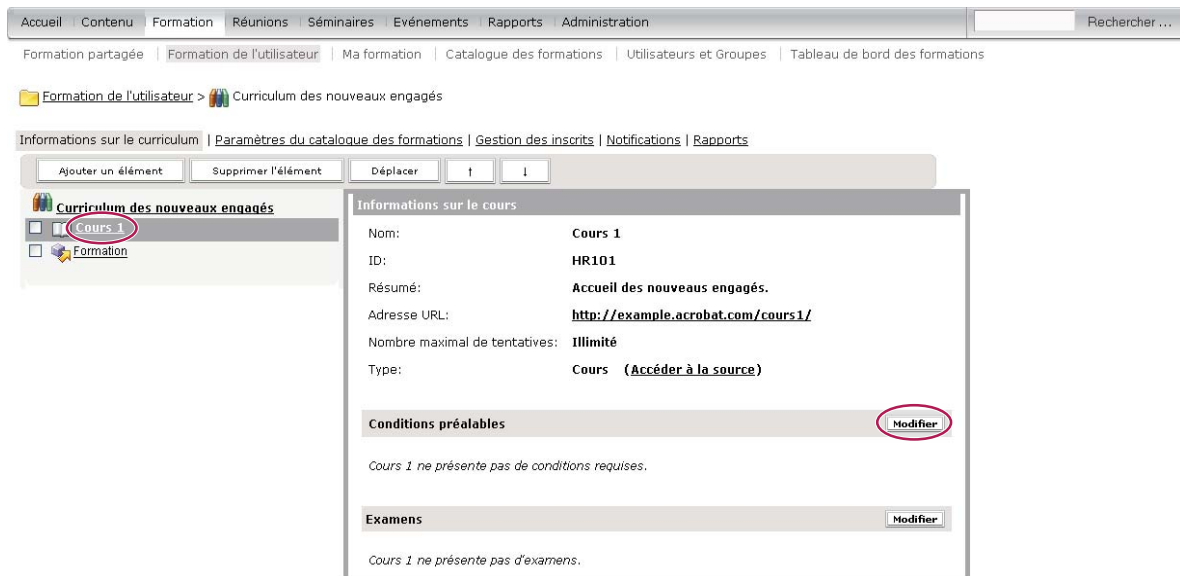 Accueil Contenu Formation Réunions Séminaires Evénements Rapports Administration Rechercher ...
Formation partagée Formation de l'utilisateur Ma formation Catalogue des formations Utilisateurs et Groupes Tableau de bord des formations
Formation de l'utilisateur > Curriculum des nouveaux engagés
Informations sur le curriculum | Paramètres du catalogue des formations | Gestion des inscrits | Notifications | Rapports
Ajouter un élément Supprimer l'élément Déplacer ↑ ↓
Curriculum des nouveaux engagés
Cours 1
Formation
Informations sur le cours
Nom: Cours 1
ID: HR101
Résumé: Accueil des nouveaus engagés.
Adresse URL: http://example.acrobat.com/cours1/
Nombre maximal de tentatives: Illimité
Type: Cours (Accéder à la source)
Conditions préalables Modifier
Cours 1 ne présente pas de conditions requises.
Examens Modifier
Cours 1 ne présente pas d'examens.